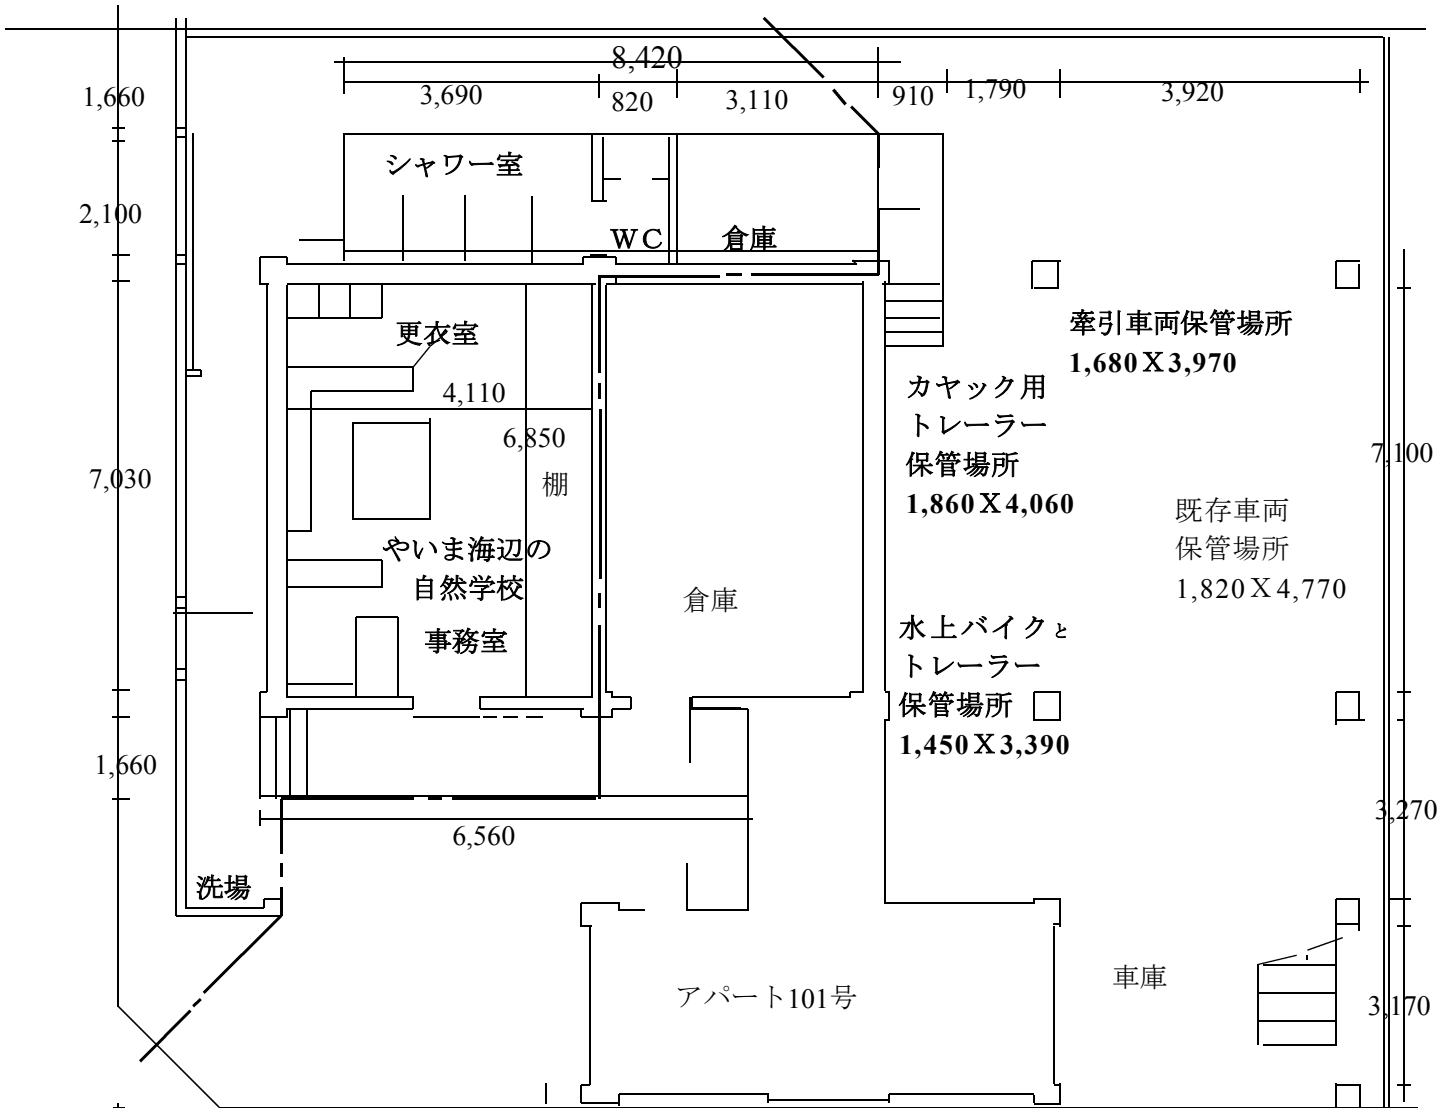 8,420
1,660
3,690
820
3,110
910
1,790
3,920
シャワー室
2,100
WC
倉庫
更衣室
牽引車両保管場所
1,680X3,970
4,110
カヤック用
トレーラー
保管場所
1,860X4,060
6,850
棚
7,030
7,100
既存車両
保管場所
1,820X4,770
やいま海辺の
自然学校
事務室
倉庫
水上バイクと
トレーラー
保管場所
1,450X3,390
1,660
6,560
3,270
洗場
アパート101号
車庫
3,170